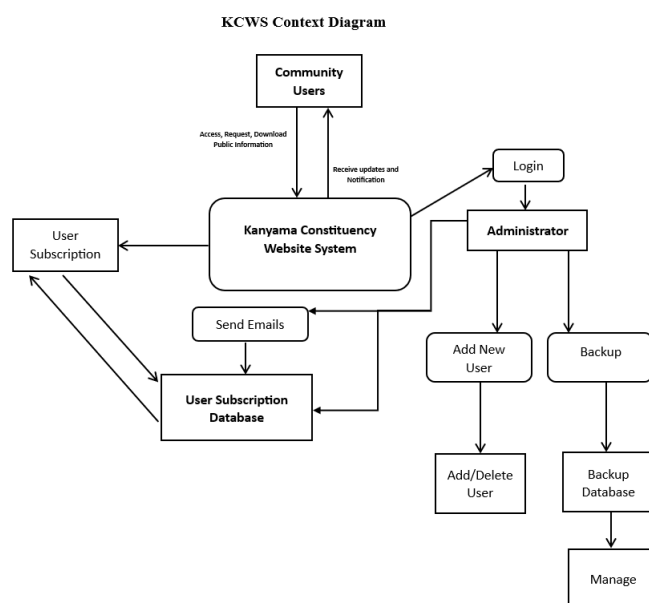 KCWS Context Diagram
Community
Users
Access, Request, Download
Public Information
Receive updates and
Notification
Login
User
Subscription
Kanyama Constituency
Website System
Administrator
Send Emails
Add New
User
Backup
User Subscription
Database
Add/Delete
User
Backup
Database
Manage